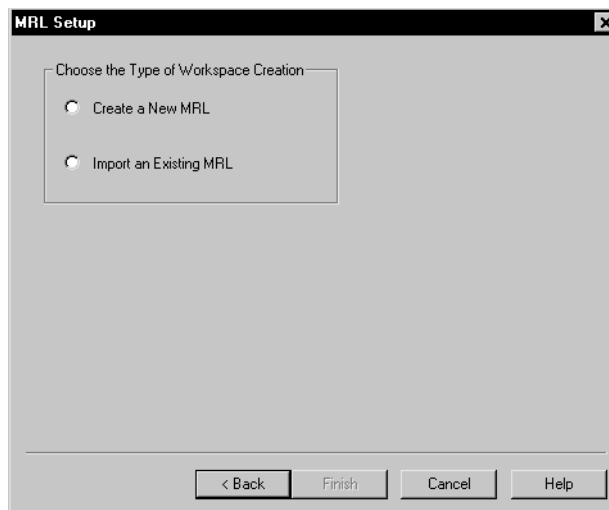 MRL Setup
Choose the Type of Workspace Creation
Create a New MRL
Import an Existing MRL
< Back Finish Cancel Help